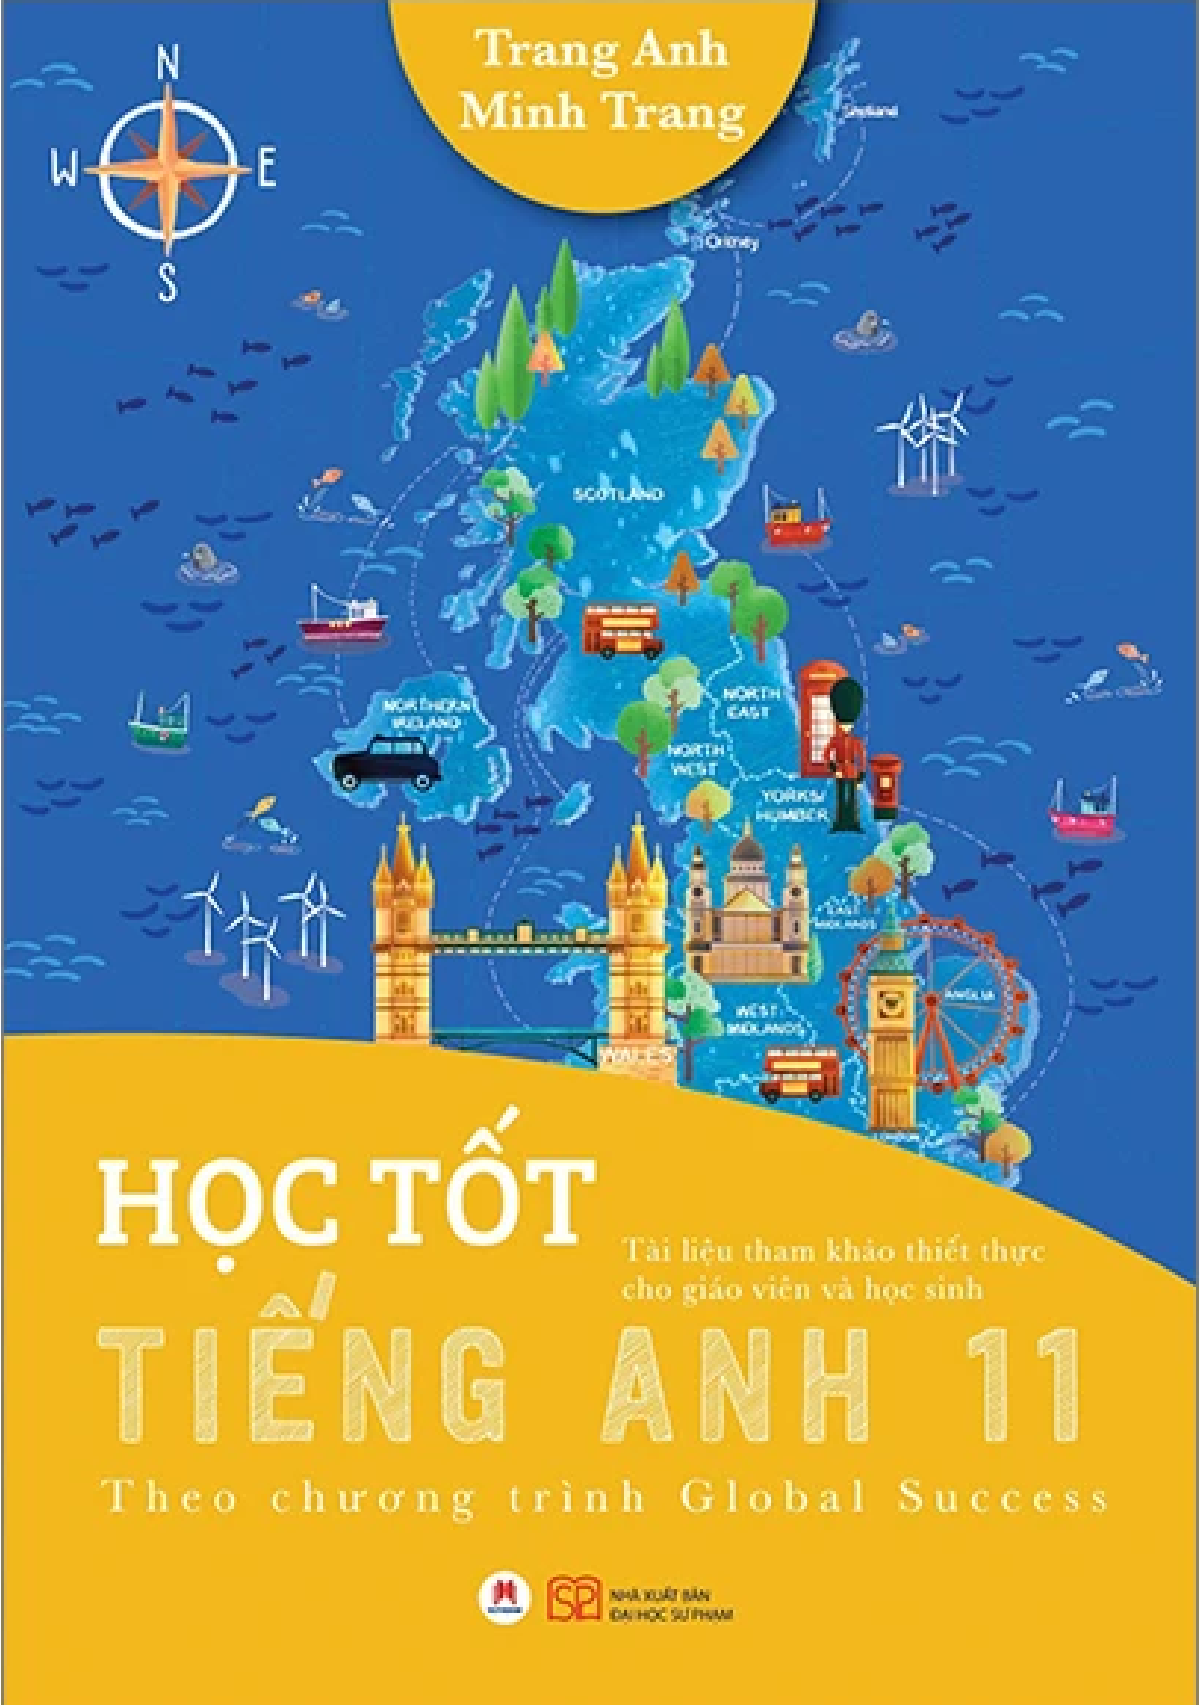 Trang Anh
Minh Trang
N
W
E
S
Shetland
Orkney
SCOTLAND
NORTHERN
IRELAND
NORTH
EAST
NORTH
WEST
YORKS/
HUMBER
EAST
MIDLANDS
ANGLIA
WEST
MIDLANDS
WALES
LONDON
HỌC TỐT
Tài liệu tham khảo thiết thực
cho giáo viên và học sinh
TIẾNG ANH 11
Theo chương trình Global Success
NHÀ XUẤT BẢN
ĐẠI HỌC SƯ PHẠM